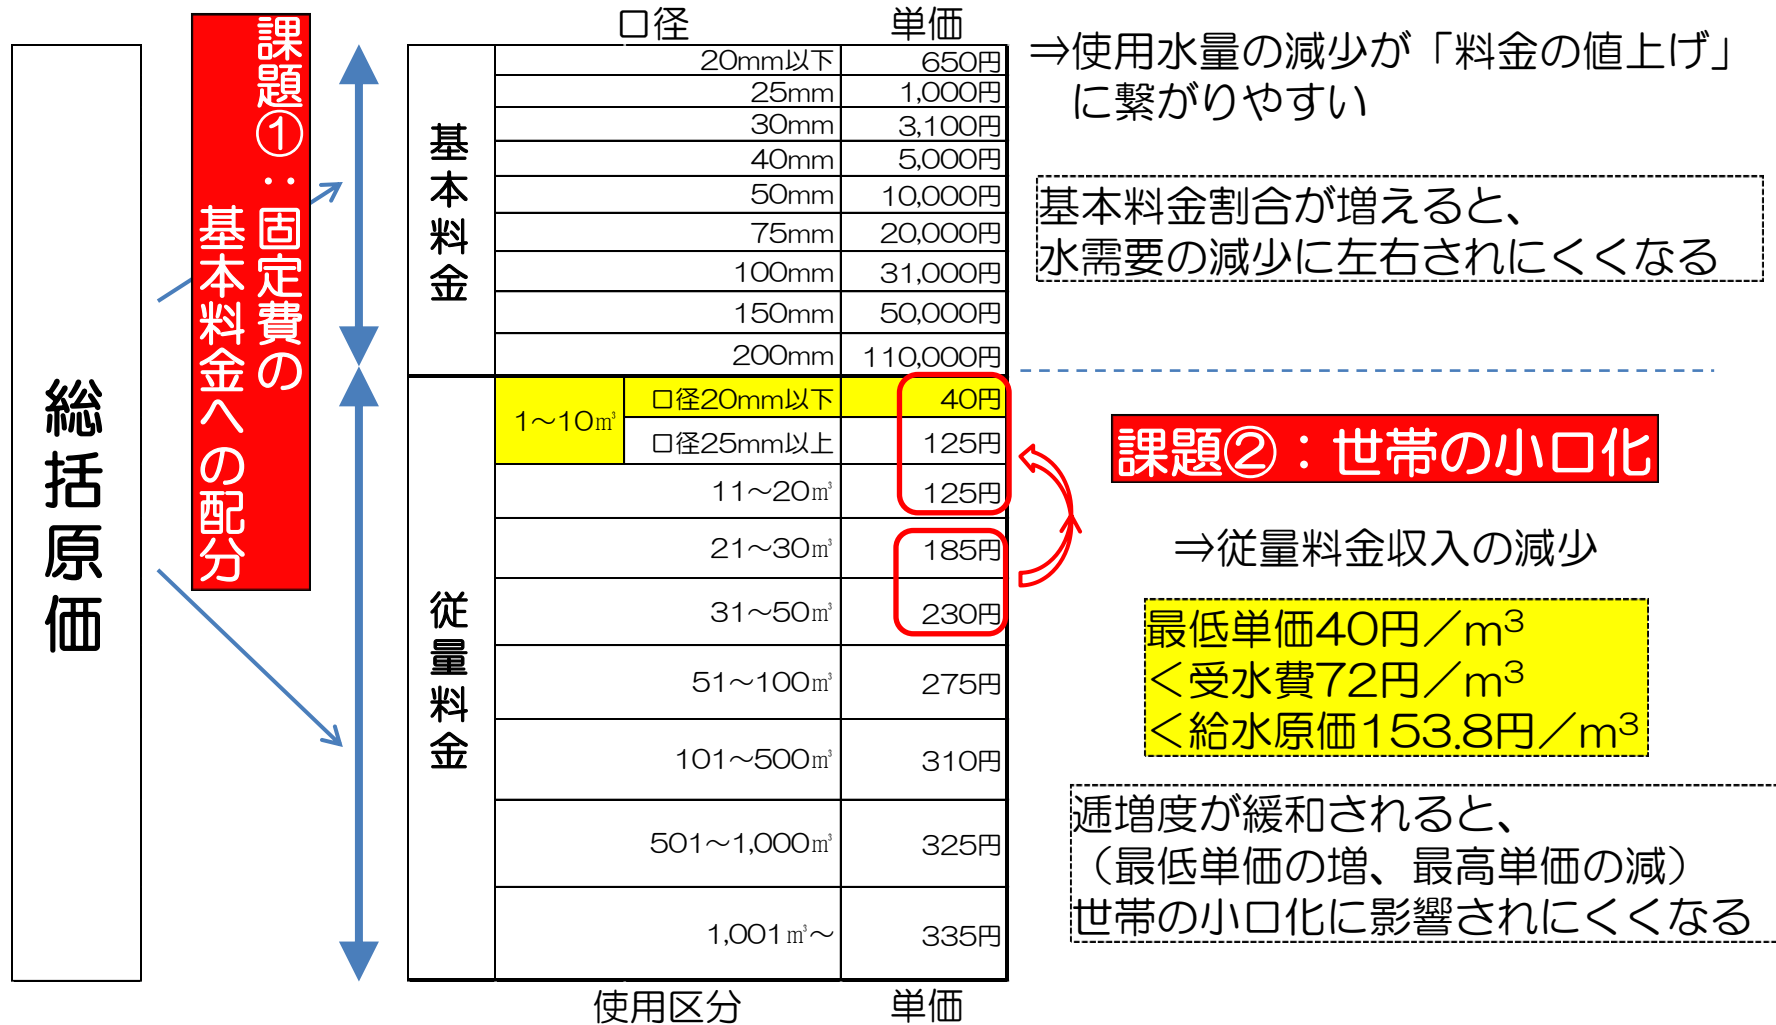 総括原価
課題①：固定費の
基本料金への配分
口径 単価
基本料金
20mm以下 650円
25mm 1,000円
30mm 3,100円
40mm 5,000円
50mm 10,000円
75mm 20,000円
100mm 31,000円
150mm 50,000円
200mm 110,000円
従量料金
1～10㎥ 口径20mm以下 40円
口径25mm以上 125円
11～20㎥ 125円
21～30㎥ 185円
31～50㎥ 230円
51～100㎥ 275円
101～500㎥ 310円
501～1,000㎥ 325円
1,001㎥～ 335円
使用区分 単価
⇒使用水量の減少が「料金の値上げ」
に繋がりやすい
基本料金割合が増えると、
水需要の減少に左右されにくくなる
課題②：世帯の小口化
⇒従量料金収入の減少
最低単価40円／m³
＜受水費72円／m³
＜給水原価153.8円／m³
逓増度が緩和されると、
（最低単価の増、最高単価の減）
世帯の小口化に影響されにくくなる